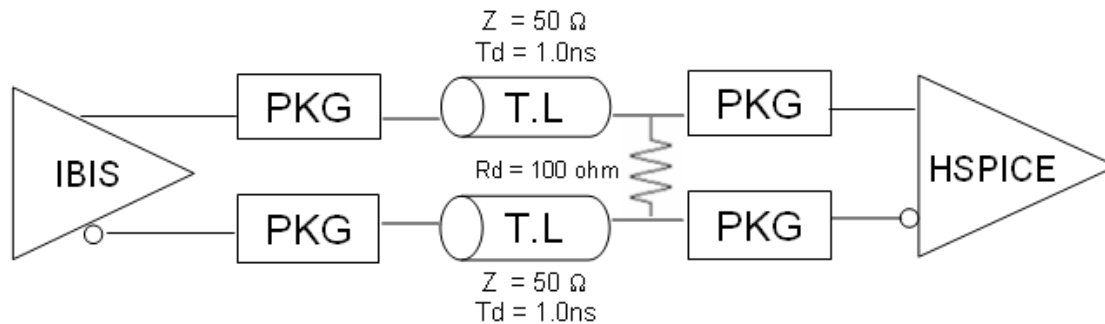 Z = 50 Ω
Td = 1.0ns
PKG
T.L
PKG
IBIS
Rd = 100 ohm
HSPICE
PKG
T.L
PKG
Z = 50 Ω
Td = 1.0ns